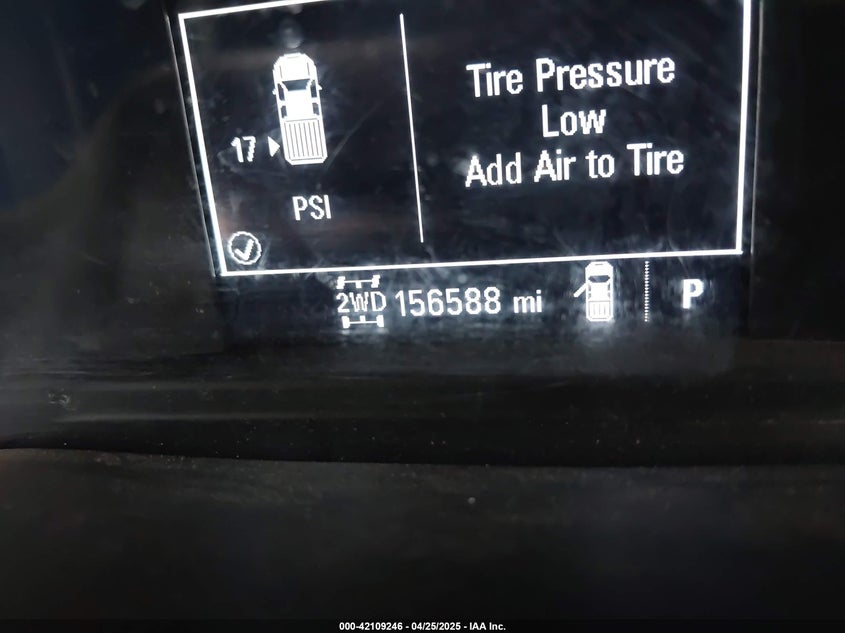 Tire Pressure
Low
Add Air to Tire
17
PSI
2WD 156588 mi P
000-42109246 - 04/25/2025 - IAA Inc.